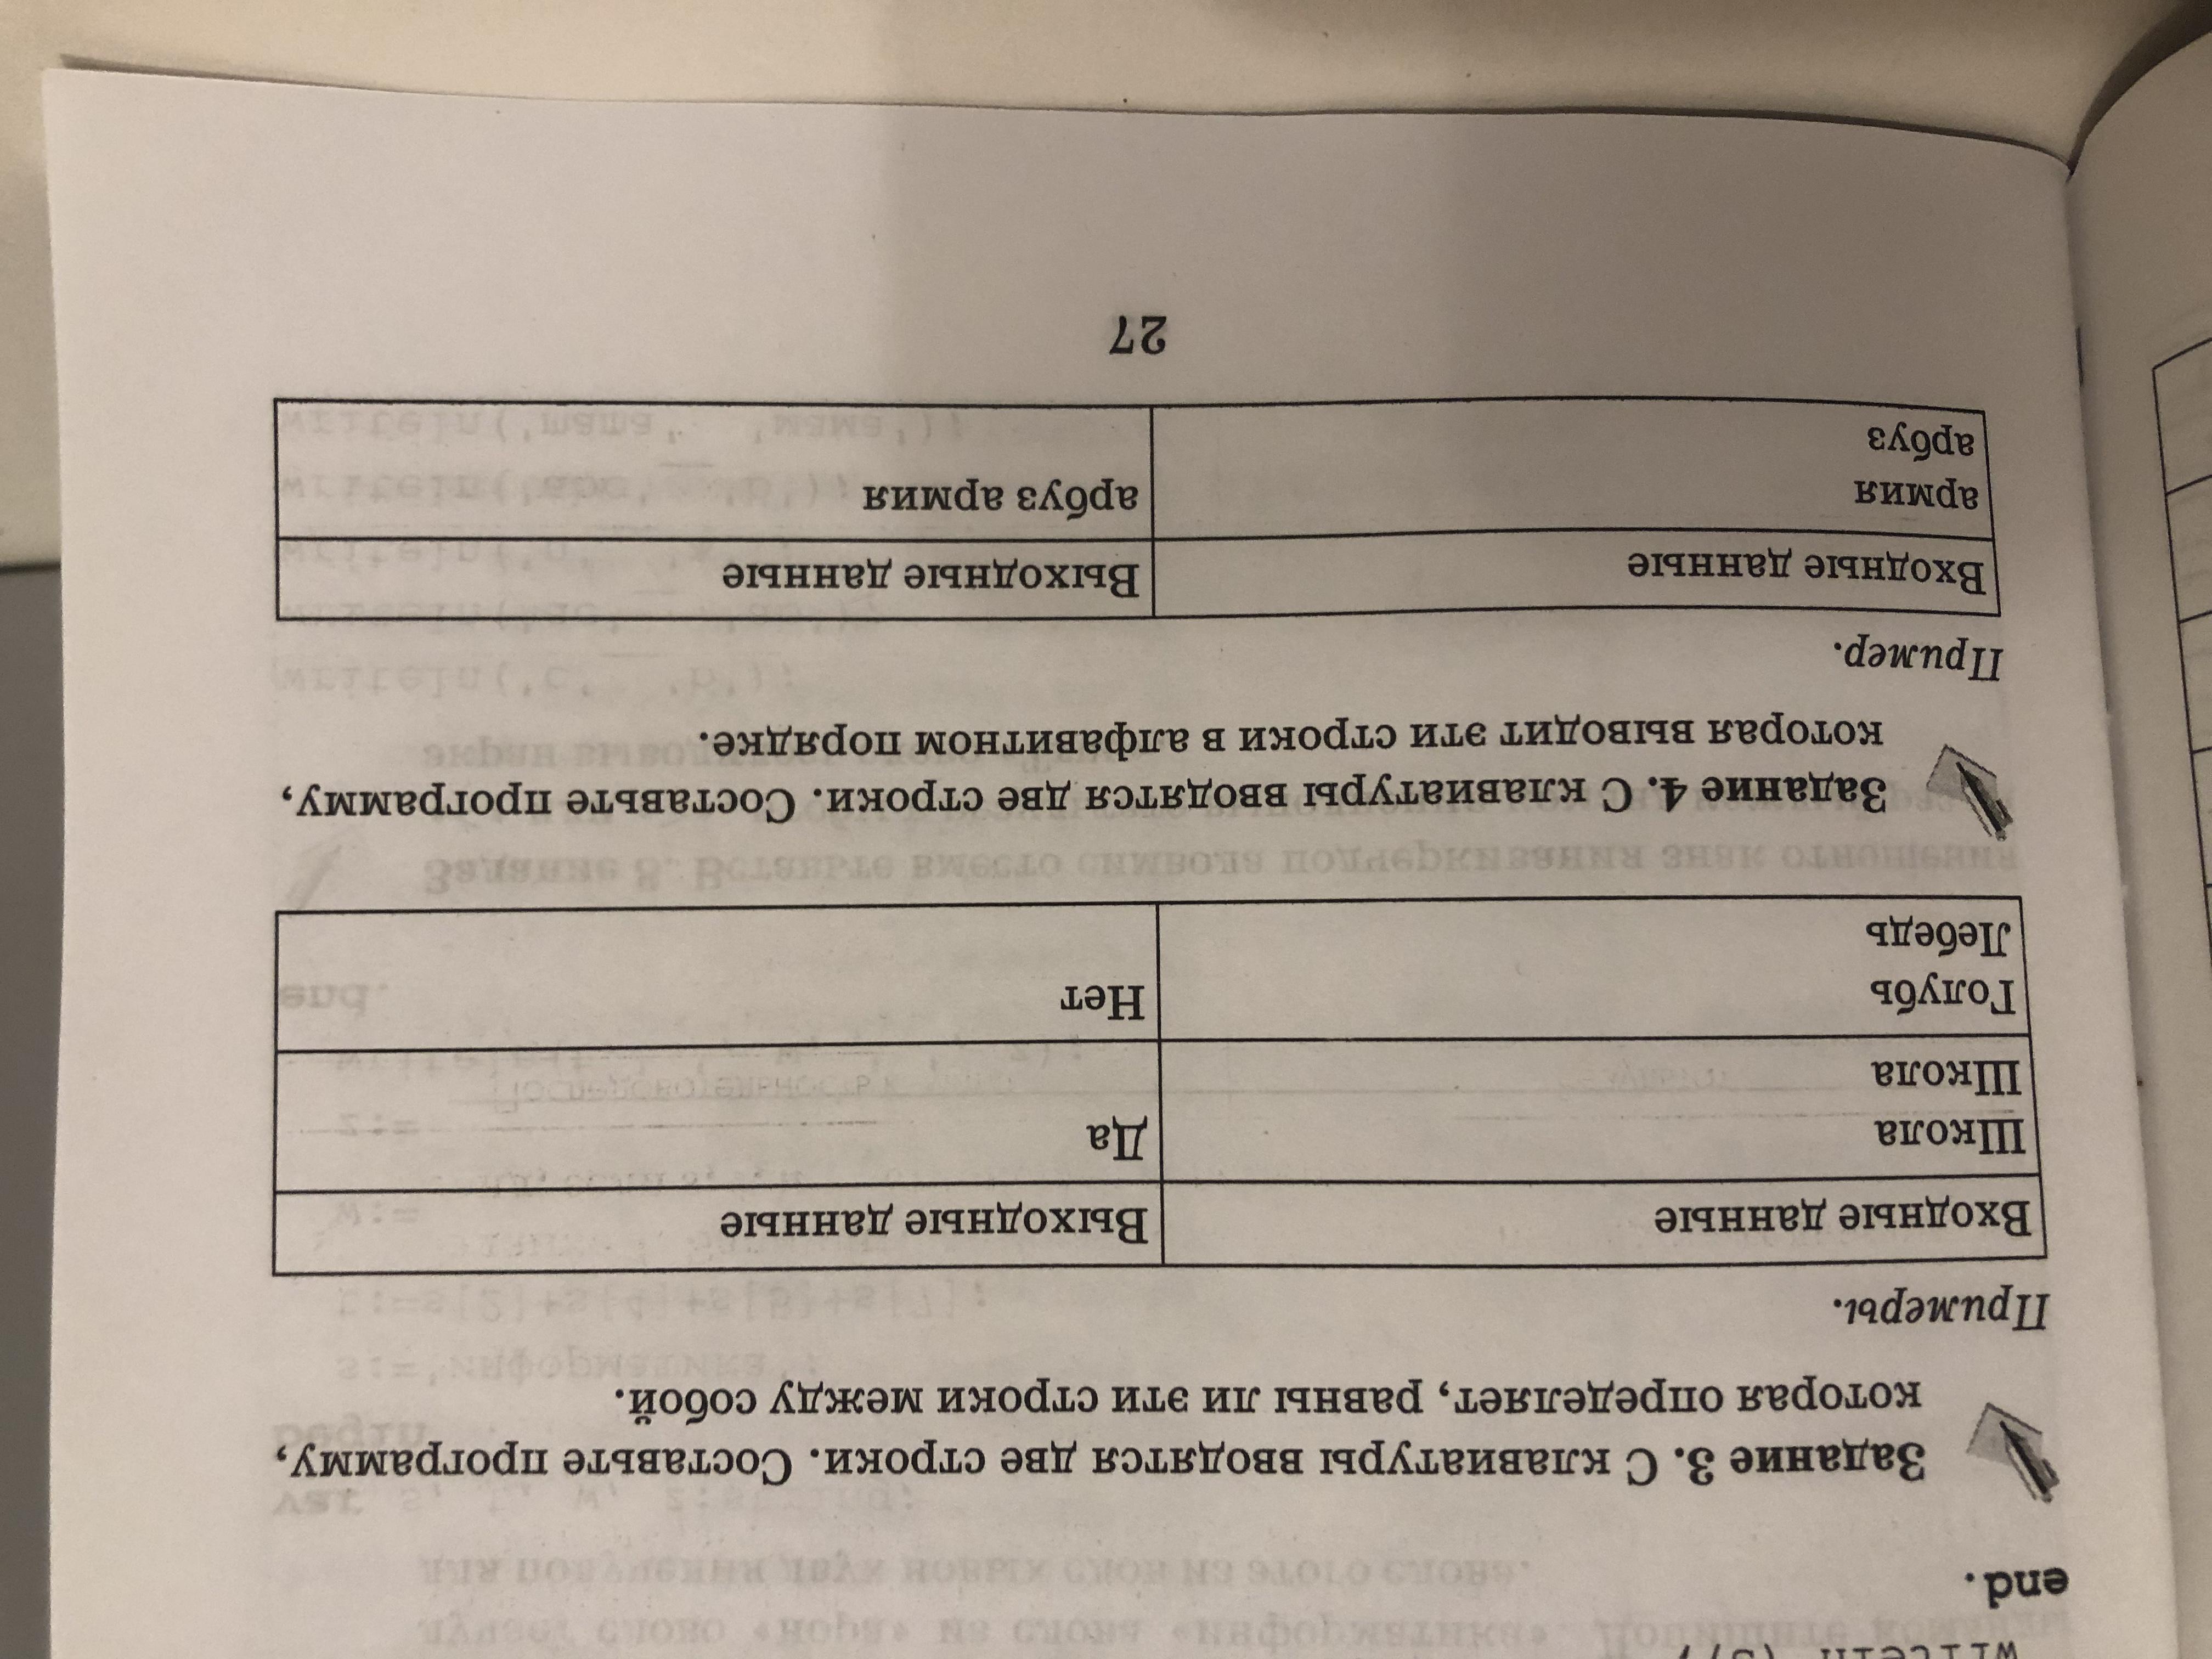 end.
Задание 3. С клавиатуры вводятся две строки. Составьте программу,
которая определяет, равны ли эти строки между собой.
Примеры.
Входные данные Выходные данные
Школа Да
Школа
Голубь Нет
Лебедь
Задание 4. С клавиатуры вводятся две строки. Составьте программу,
которая выводит эти строки в алфавитном порядке.
Пример.
Входные данные Выходные данные
армия арбуз армия
арбуз
27